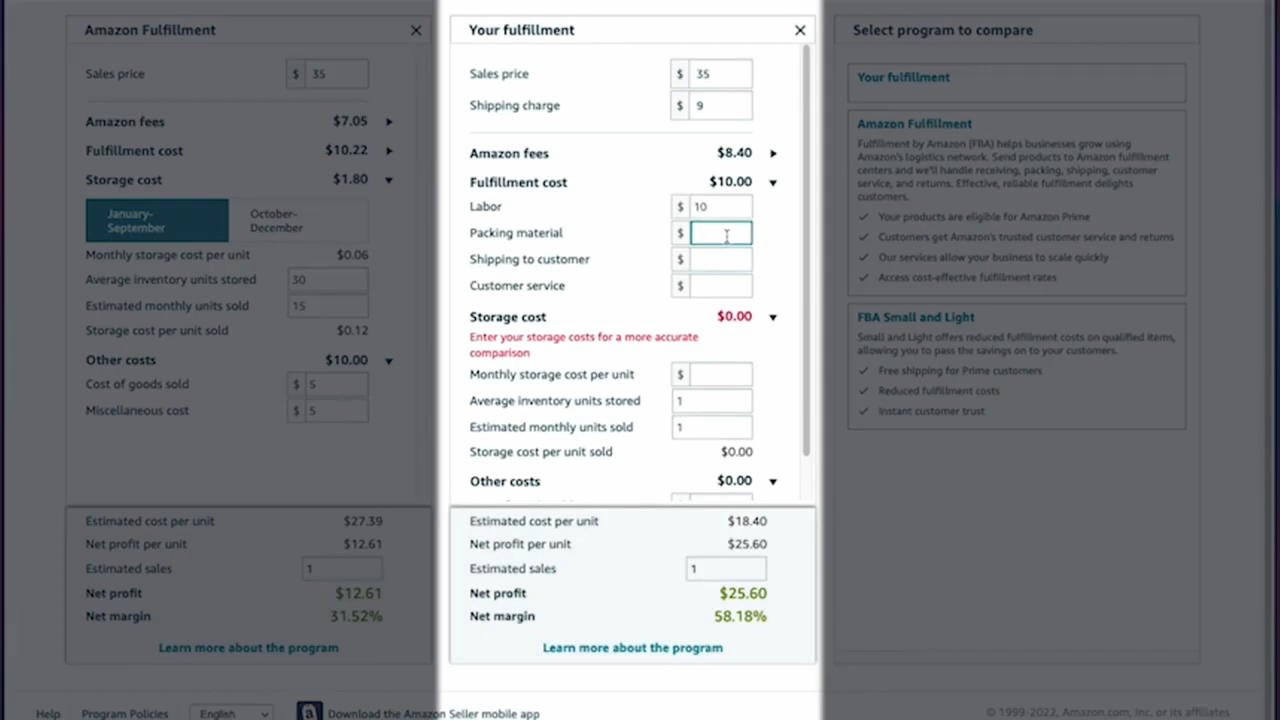 Amazon Fulfillment
Sales price $ 35
Amazon fees $7.05
Fulfillment cost $10.22
Storage cost $1.80
January-
September
October-
December
Monthly storage cost per unit $0.06
Average inventory units stored 30
Estimated monthly units sold 15
Storage cost per unit sold $0.12
Other costs $10.00
Cost of goods sold $ 5
Miscellaneous cost $ 5
Estimated cost per unit $27.39
Net profit per unit $12.61
Estimated sales 1
Net profit $12.61
Net margin 31.52%
Learn more about the program
Your fulfillment
Sales price $ 35
Shipping charge $ 9
Amazon fees $8.40
Fulfillment cost $10.00
Labor $ 10
Packing material $
Shipping to customer $
Customer service $
Storage cost $0.00
Enter your storage costs for a more accurate
comparison
Monthly storage cost per unit $
Average inventory units stored 1
Estimated monthly units sold 1
Storage cost per unit sold $0.00
Other costs $0.00
Estimated cost per unit $18.40
Net profit per unit $25.60
Estimated sales 1
Net profit $25.60
Net margin 58.18%
Learn more about the program
Select program to compare
Your fulfillment
Amazon Fulfillment
Fulfillment by Amazon (FBA) helps businesses grow using
Amazon's logistics network. Send products to Amazon fulfillment
centers and we'll handle receiving, packing, shipping, customer
service, and returns. Effective, reliable fulfillment delights
customers.
Your products are eligible for Amazon Prime
Customers get Amazon's trusted customer service and returns
Our services allow your business to scale quickly
Access cost-effective fulfillment rates
FBA Small and Light
Small and Light offers reduced fulfillment costs on qualified items,
allowing you to pass the savings on to your customers.
Free shipping for Prime customers
Reduced fulfillment costs
Instant customer trust
Help Program Policies English a Download the Amazon Seller mobile app © 1999-2022, Amazon.com, Inc. or its affiliates